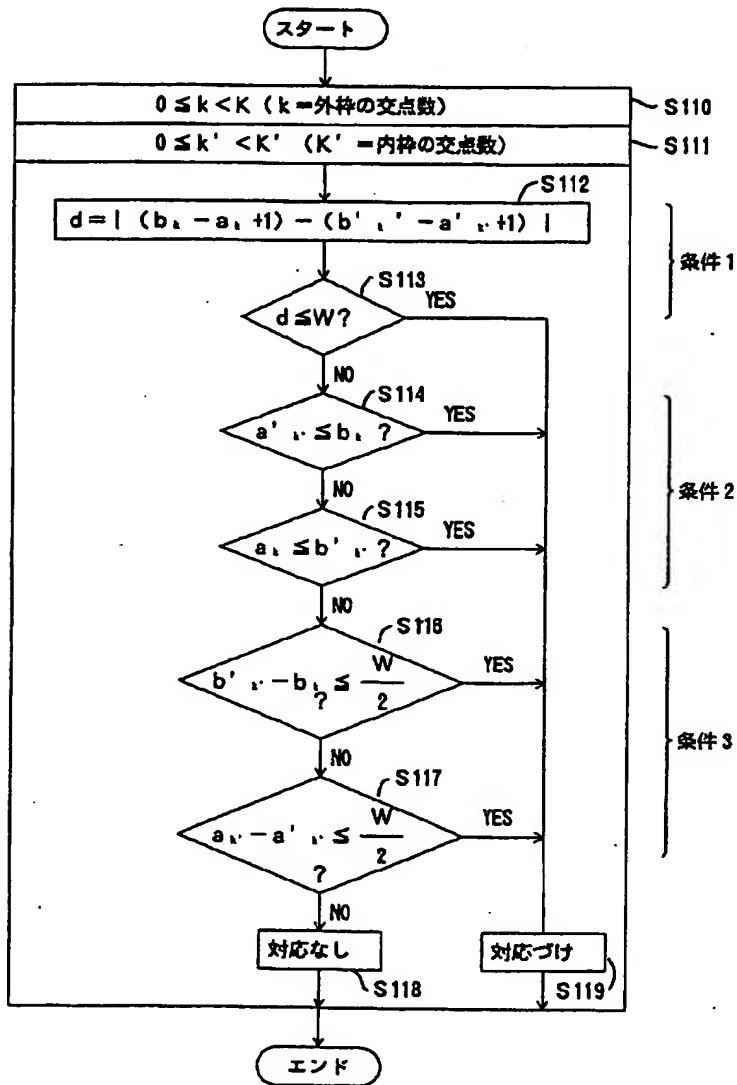 スタート
0≦k<K (k=外枠の交点数) S110
0≦k'<K' (K'=内枠の交点数) S111
S112
d=| (bₖ-aₖ+1) - (b'ₖ'-a'ₖ'+1) |
条件1
S113
d≦W? YES
NO
S114
a'ₖ'≦bₖ ? YES
条件2
NO
S115
aₖ≦b'ₖ' ? YES
NO
S116
b'ₖ'-bₖ≦W/2 ? YES
条件3
NO
S117
aₖ'-a'ₖ'≦W/2 ? YES
NO
対応なし 対応づけ
S118 S119
エンド